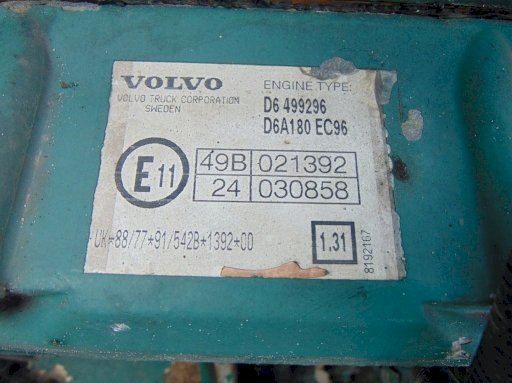 VOLVO
VOLVO TRUCK CORPORATION
SWEDEN
ENGINE TYPE:
D6 499296
D6A180 EC96
E11
49B 021392
24 030858
UK*88/77*91/542B*1392*00
1.31
8192167